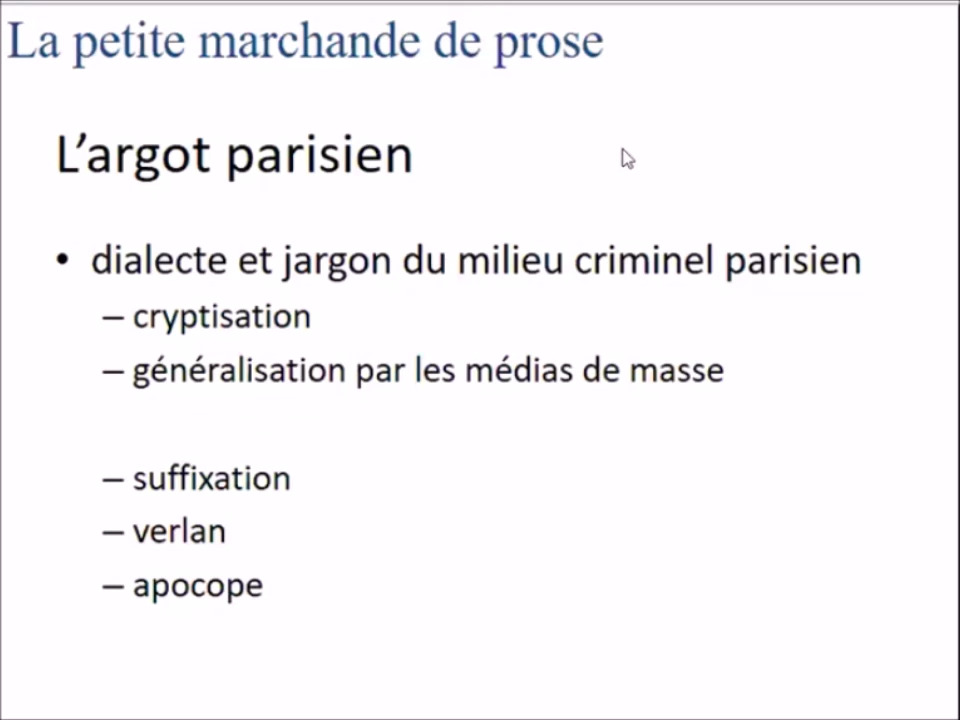 La petite marchande de prose
L’argot parisien
• dialecte et jargon du milieu criminel parisien
– cryptisation
– généralisation par les médias de masse
– suffixation
– verlan
– apocope